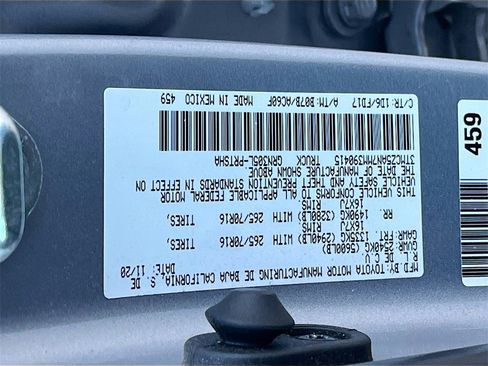 MFD.BY: TOYOTA MOTOR MANUFACTURING DE BAJA CALIFORNIA, S. DE
R.L. DE C.V. 11/20
GVWR: 2540KG (5600LB)
GAWR: FRT. 1335KG (2940LB) WITH 265/70R16 TIRES,
16X7J RIMS
RR. 1490KG (3280LB) WITH 265/70R16 TIRES,
16X7J RIMS
THIS VEHICLE CONFORMS TO ALL APPLICABLE FEDERAL MOTOR
VEHICLE SAFETY AND THEFT PREVENTION STANDARDS IN EFFECT ON
THE DATE OF MANUFACTURE SHOWN ABOVE.
3TMCZ5AN7MM390415 TRUCK GRN305L-PRTSHA
C/TR: 1D6/FD17 A/TM: B07B/AC60F MADE IN MEXICO 459
459